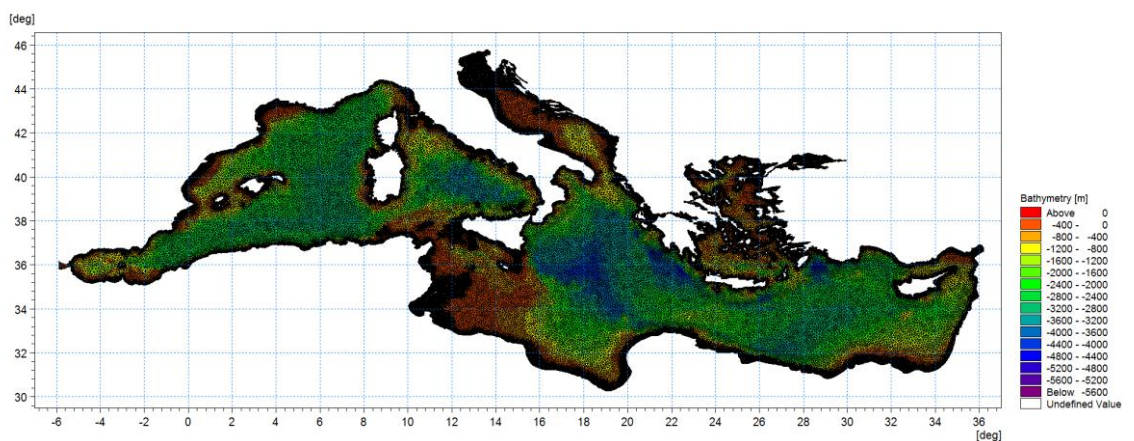 [deg]
46
44
42
40
38
36
34
32
30
-6 -4 -2 0 2 4 6 8 10 12 14 16 18 20 22 24 26 28 30 32 34 36
[deg]
Bathymetry [m]
Above 0
-400 - 0
-800 - -400
-1200 - -800
-1600 - -1200
-2000 - -1600
-2400 - -2000
-2800 - -2400
-3200 - -2800
-3600 - -3200
-4000 - -3600
-4400 - -4000
-4800 - -4400
-5200 - -4800
-5600 - -5200
Below -5600
Undefined Value